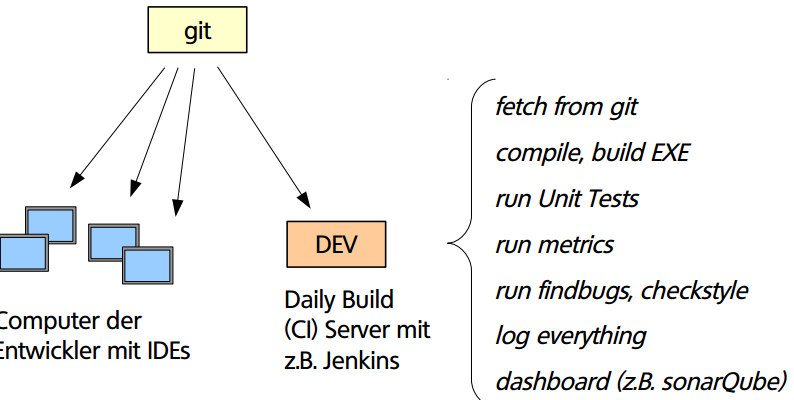 git
Computer der
Entwickler mit IDEs
DEV
Daily Build
(CI) Server mit
z.B. Jenkins
fetch from git
compile, build EXE
run Unit Tests
run metrics
run findbugs, checkstyle
log everything
dashboard (z.B. sonarQube)